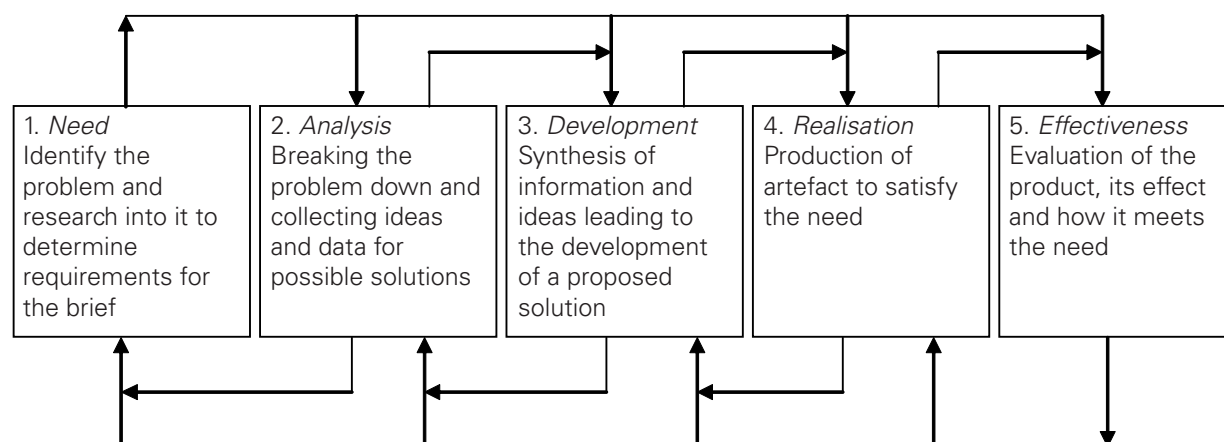 1. Need
Identify the
problem and
research into it to
determine
requirements for
the brief
2. Analysis
Breaking the
problem down and
collecting ideas
and data for
possible solutions
3. Development
Synthesis of
information and
ideas leading to
the development
of a proposed
solution
4. Realisation
Production of
artefact to satisfy
the need
5. Effectiveness
Evaluation of the
product, its effect
and how it meets
the need